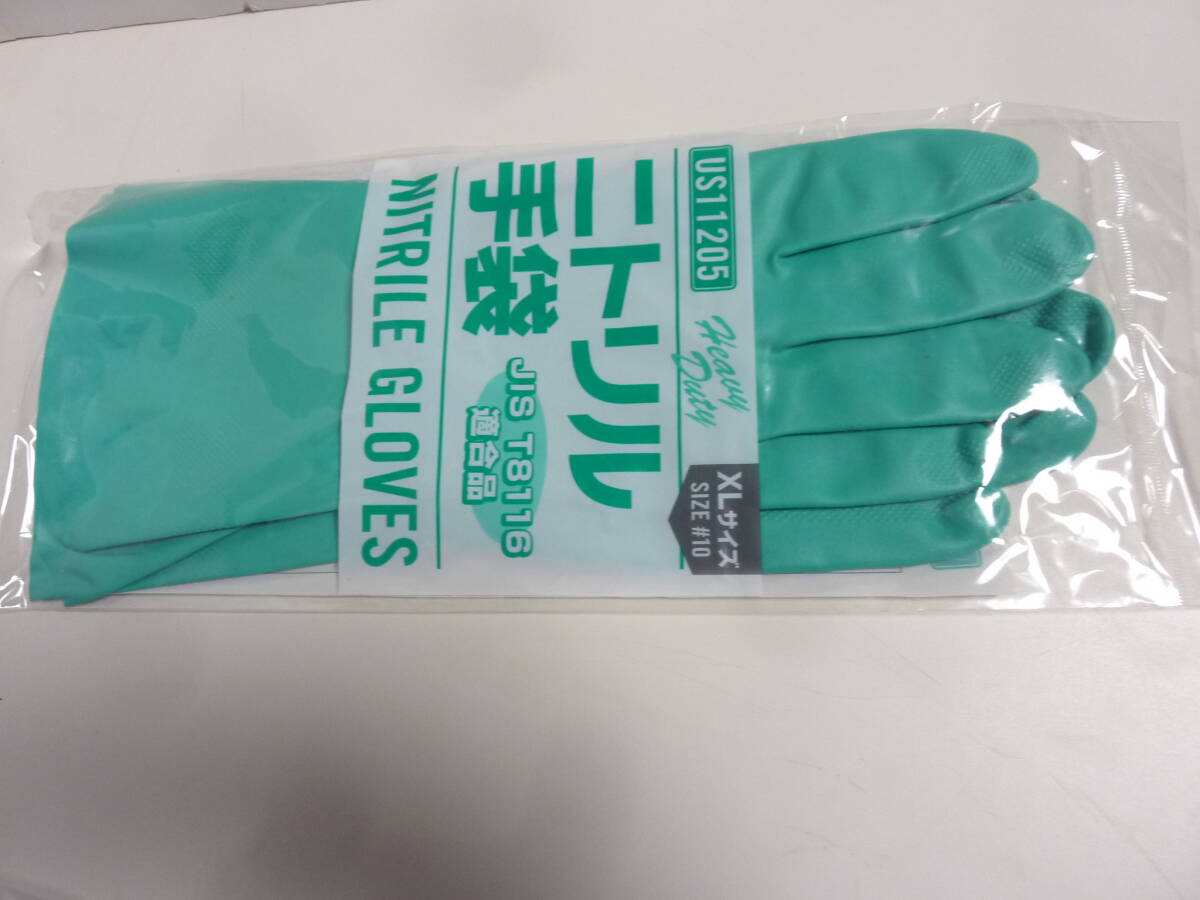 US11205
Heavy
Duty
XLサイズ
SIZE #10
ニトリル
手袋
JIS T8116
適合品
NITRILE GLOVES